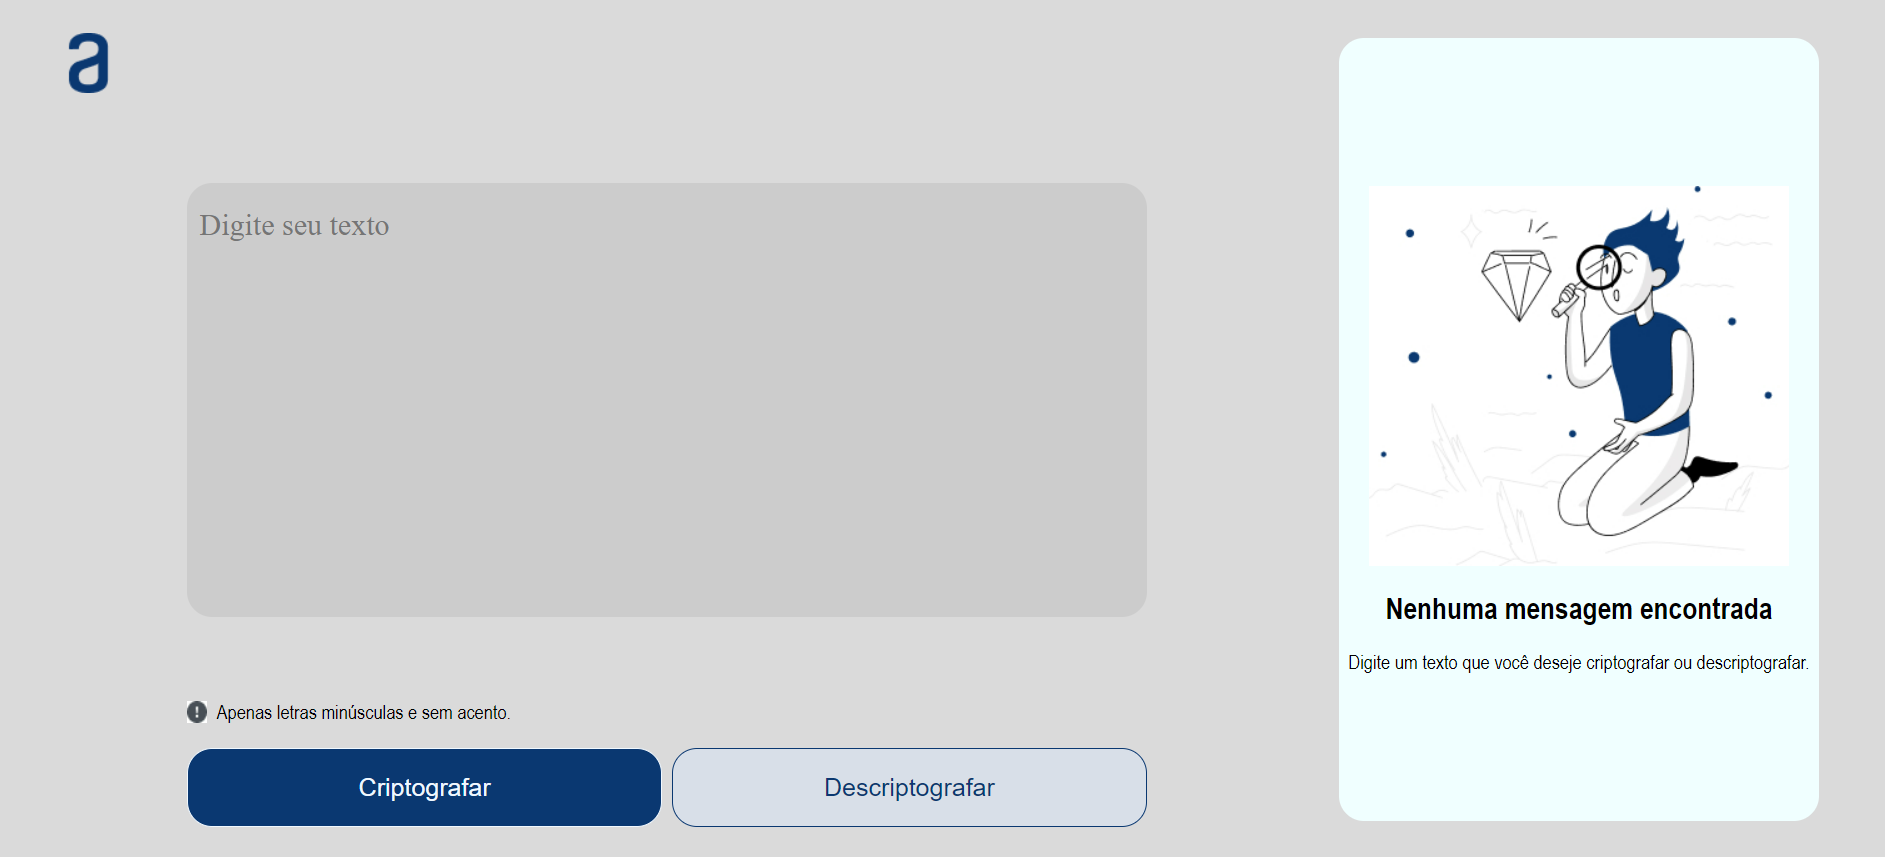 a
Digite seu texto
Apenas letras minúsculas e sem acento.
Criptografar
Descriptografar
Nenhuma mensagem encontrada
Digite um texto que você deseje criptografar ou descriptografar.